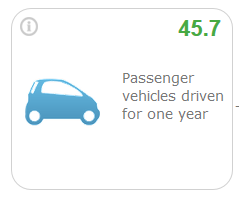 45.7
Passenger
vehicles driven
for one year
-